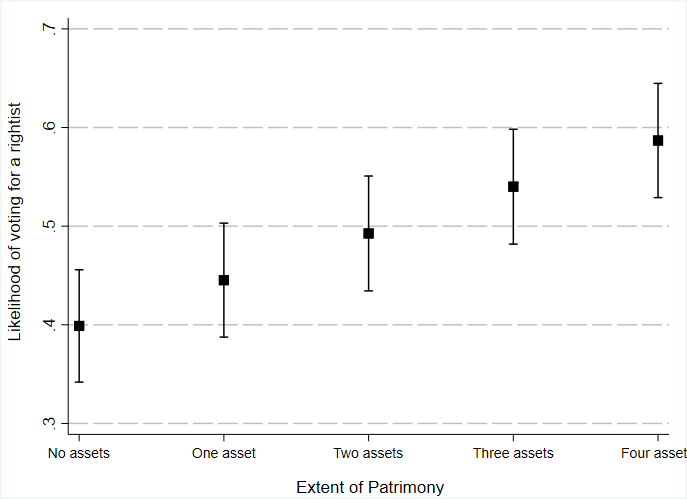 Likelihood of voting for a rightist
.7
.6
.5
.4
.3
No assets One asset Two assets Three assets Four asset
Extent of Patrimony